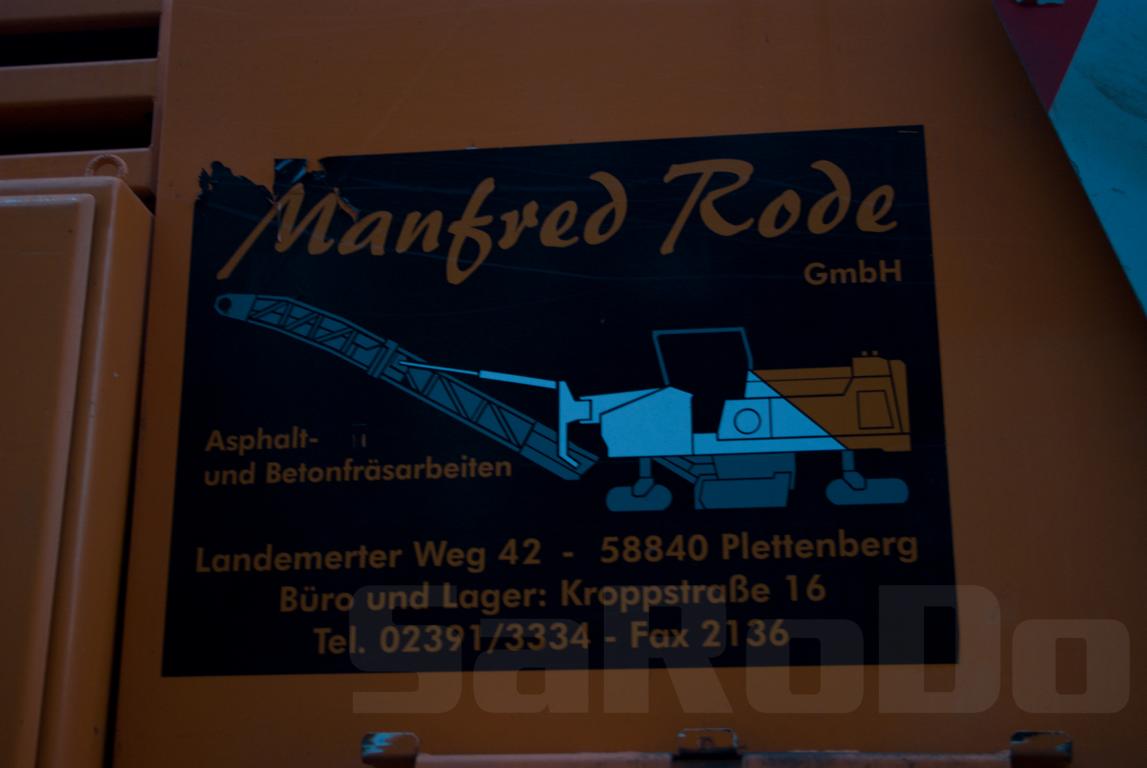 Manfred Rode
GmbH
Asphalt-
und Betonfräsarbeiten
Landemerter Weg 42 - 58840 Plettenberg
Büro und Lager: Kroppstraße 16
Tel. 02391/3334 - Fax 2136
SaRoDo